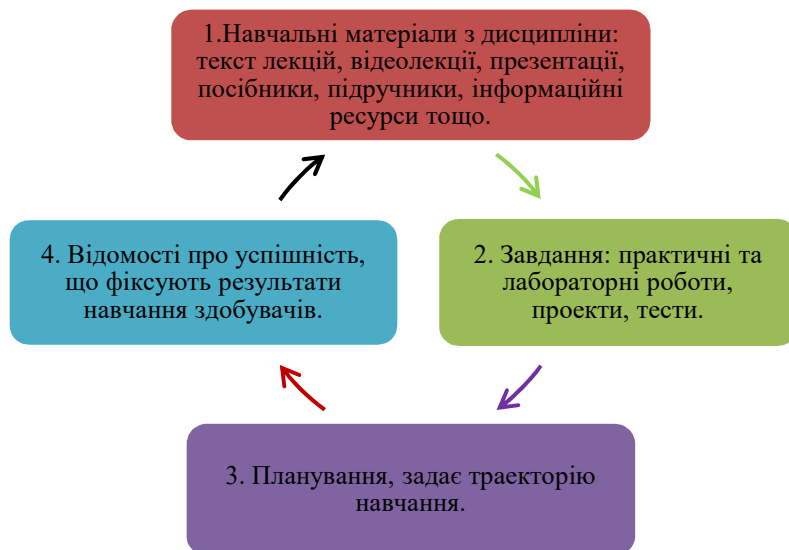 1.Навчальні матеріали з дисципліни:
текст лекцій, відеолекції, презентації,
посібники, підручники, інформаційні
ресурси тощо.
2. Завдання: практичні та
лабораторні роботи,
проекти, тести.
3. Планування, задає траекторію
навчання.
4. Відомості про успішність,
що фіксують результати
навчання здобувачів.